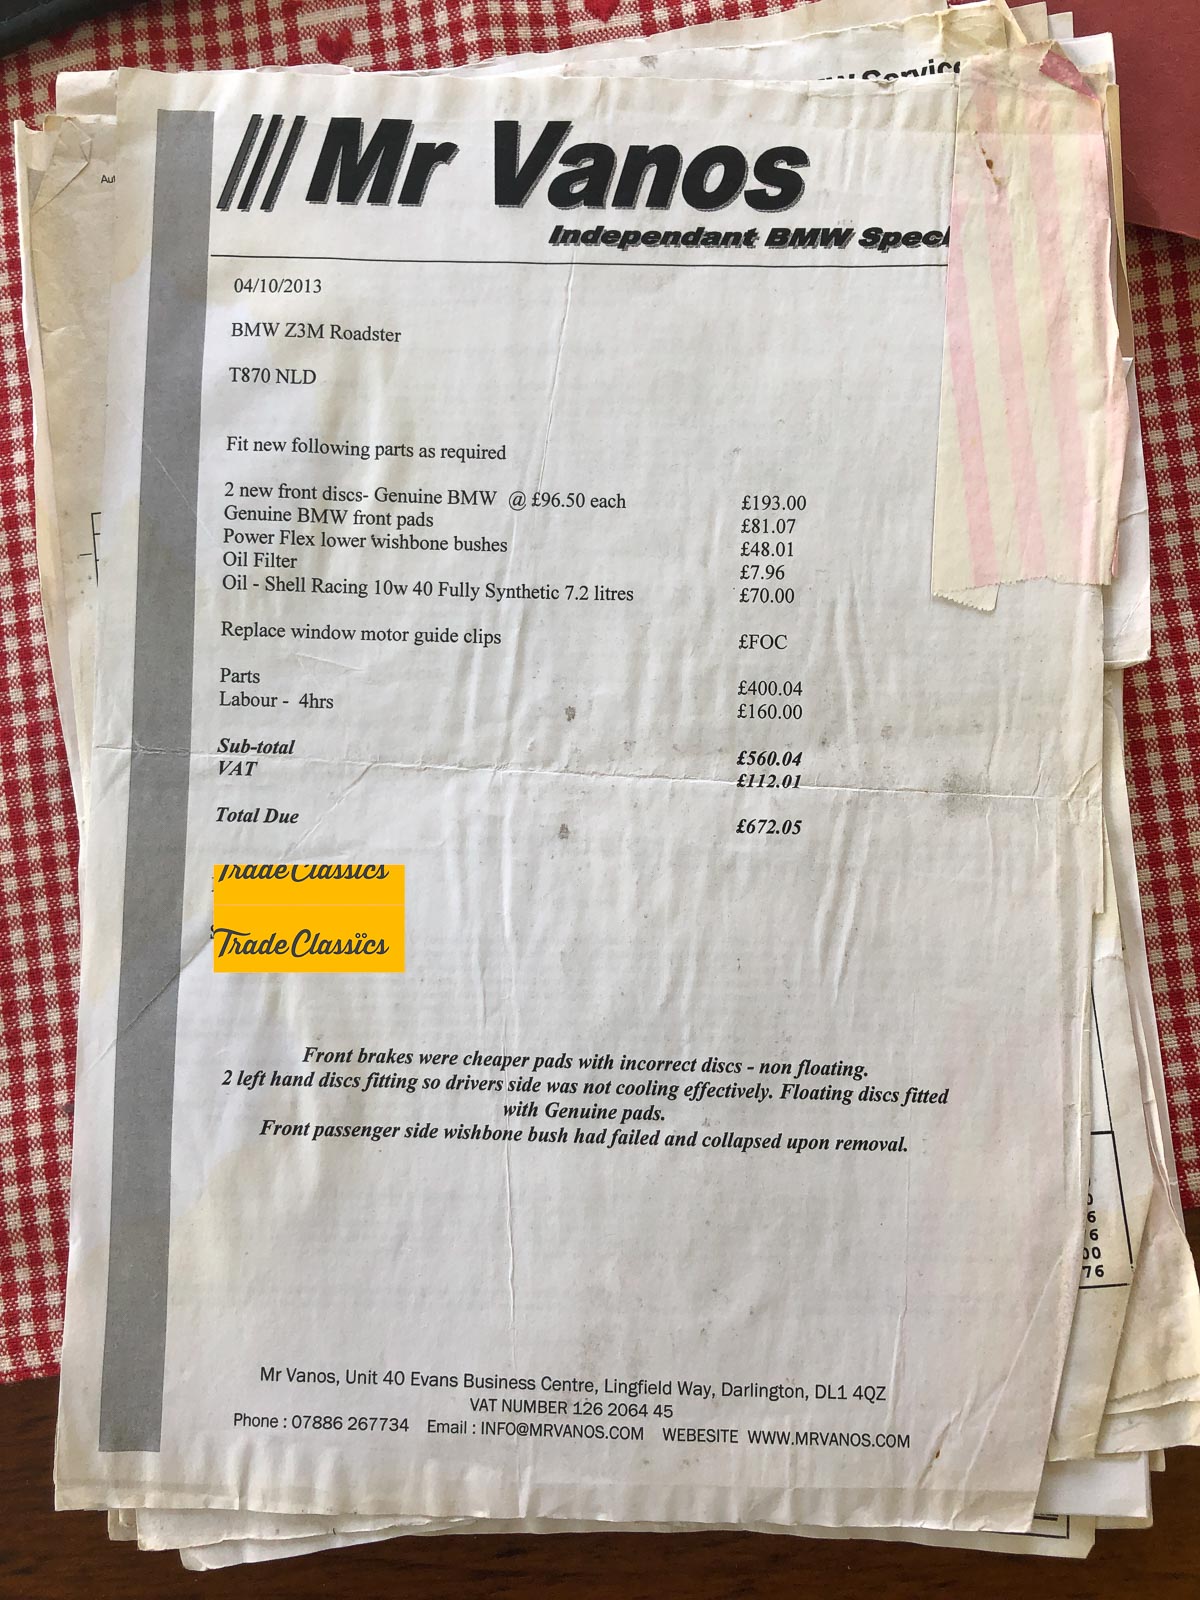 Mr Vanos
Independant BMW
04/10/2013
BMW Z3M Roadster
T870 NLD
Fit new following parts as required
2 new front discs- Genuine BMW @ £96.50 each £193.00
Genuine BMW front pads £81.07
Power Flex lower wishbone bushes £48.01
Oil Filter £7.96
Oil - Shell Racing 10w 40 Fully Synthetic 7.2 litres £70.00
Replace window motor guide clips £FOC
Parts £400.04
Labour - 4hrs £160.00
Sub-total £560.04
VAT £112.01
Total Due £672.05
Trade Classics
Trade Classics
Front brakes were cheaper pads with incorrect discs - non floating.
2 left hand discs fitting so drivers side was not cooling effectively. Floating discs fitted
with Genuine pads.
Front passenger side wishbone bush had failed and collapsed upon removal.
Mr Vanos, Unit 40 Evans Business Centre, Lingfield Way, Darlington, DL1 4QZ
VAT NUMBER 126 2064 45
Phone : 07886 267734 Email : INFO@MRVANOS.COM WEBESITE WWW.MRVANOS.COM